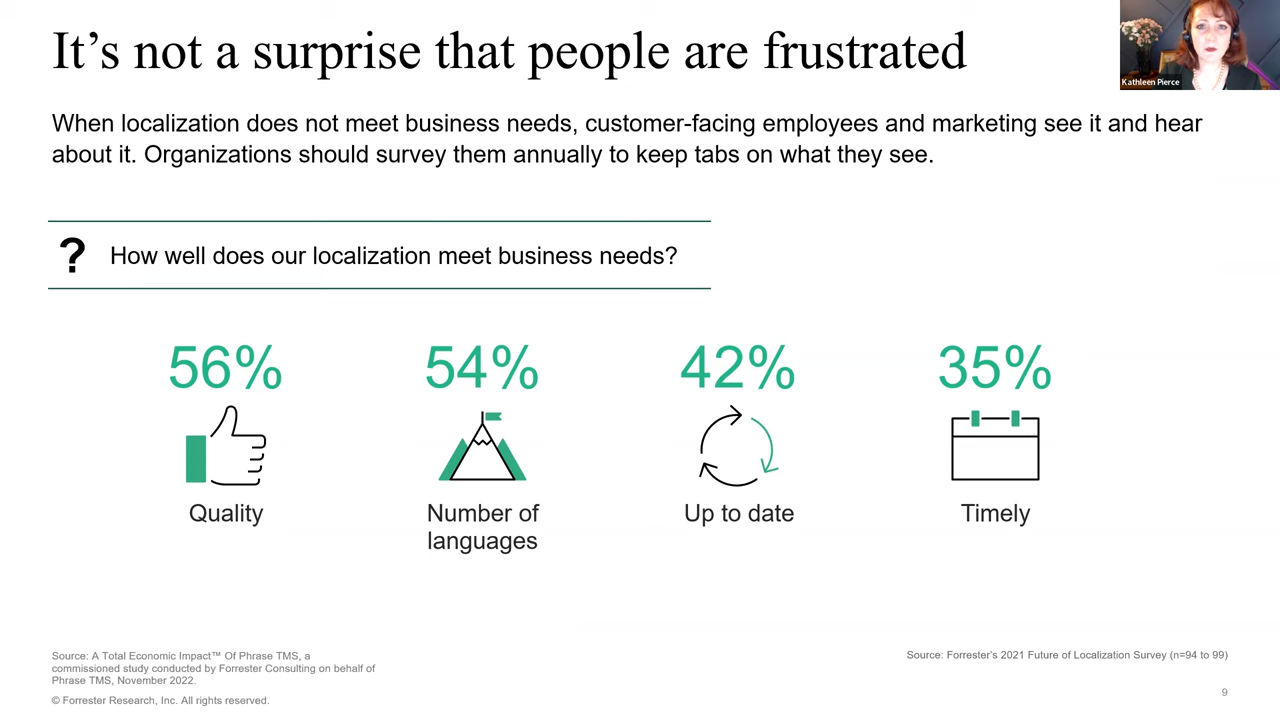 It’s not a surprise that people are frustrated
Kathleen Pierce
When localization does not meet business needs, customer-facing employees and marketing see it and hear
about it. Organizations should survey them annually to keep tabs on what they see.
? How well does our localization meet business needs?
56%
54%
42%
35%
Quality
Number of
languages
Up to date
Timely
Source: A Total Economic Impact™ Of Phrase TMS, a
commissioned study conducted by Forrester Consulting on behalf of
Phrase TMS, November 2022.
Source: Forrester’s 2021 Future of Localization Survey (n=94 to 99)
© Forrester Research, Inc. All rights reserved.
9